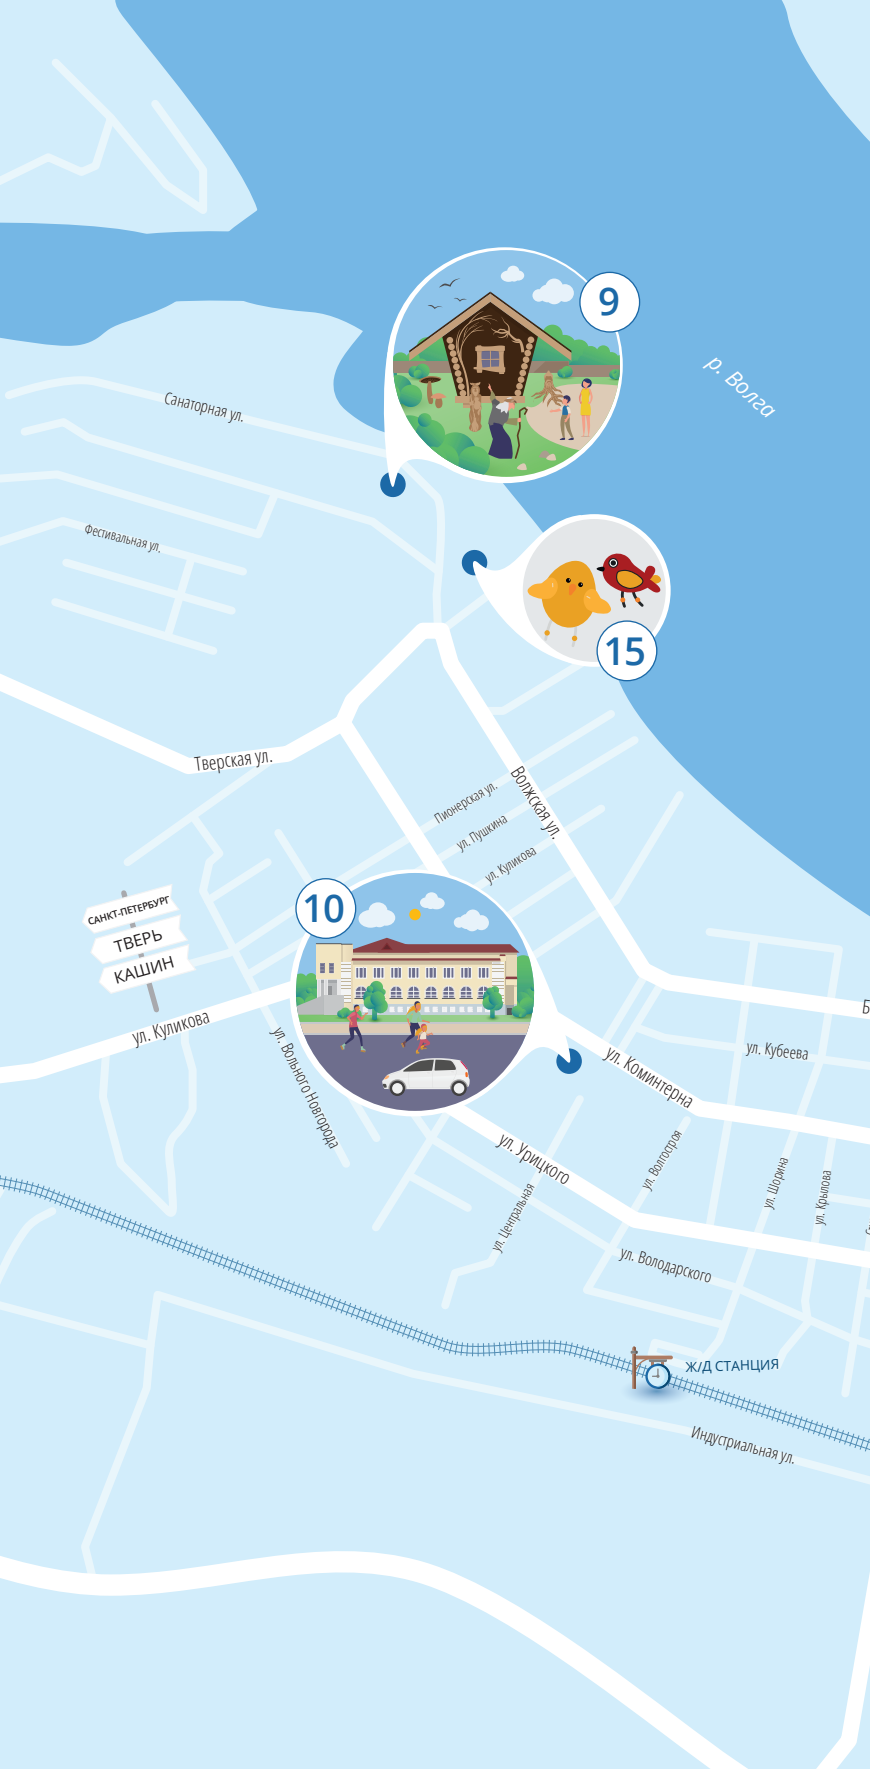 9
р. Волга
Санаторная ул.
Фестивальная ул.
15
Тверская ул.
Волжская ул.
Пионерская ул.
ул. Пушкина
ул. Куликова
10
САНКТ-ПЕТЕРБУРГ
ТВЕРЬ
КАШИН
ул. Куликова
ул. Вольного Новгорода
ул. Коминтерна
ул. Кубеева
ул. Урицкого
ул. Волгостроя
ул. Шорина
ул. Крылова
ул. Центральная
ул. Володарского
Ж/Д СТАНЦИЯ
Индустриальная ул.